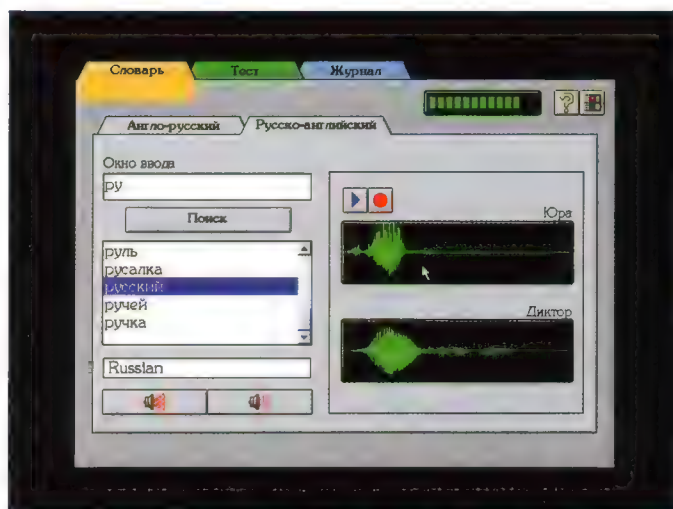 Словарь
Тест
Журнал
Англо-русский
Русско-английский
Окно ввода
ру
Поиск
руль
русалка
русский
ручей
ручка
Russian
Юра
Диктор
?